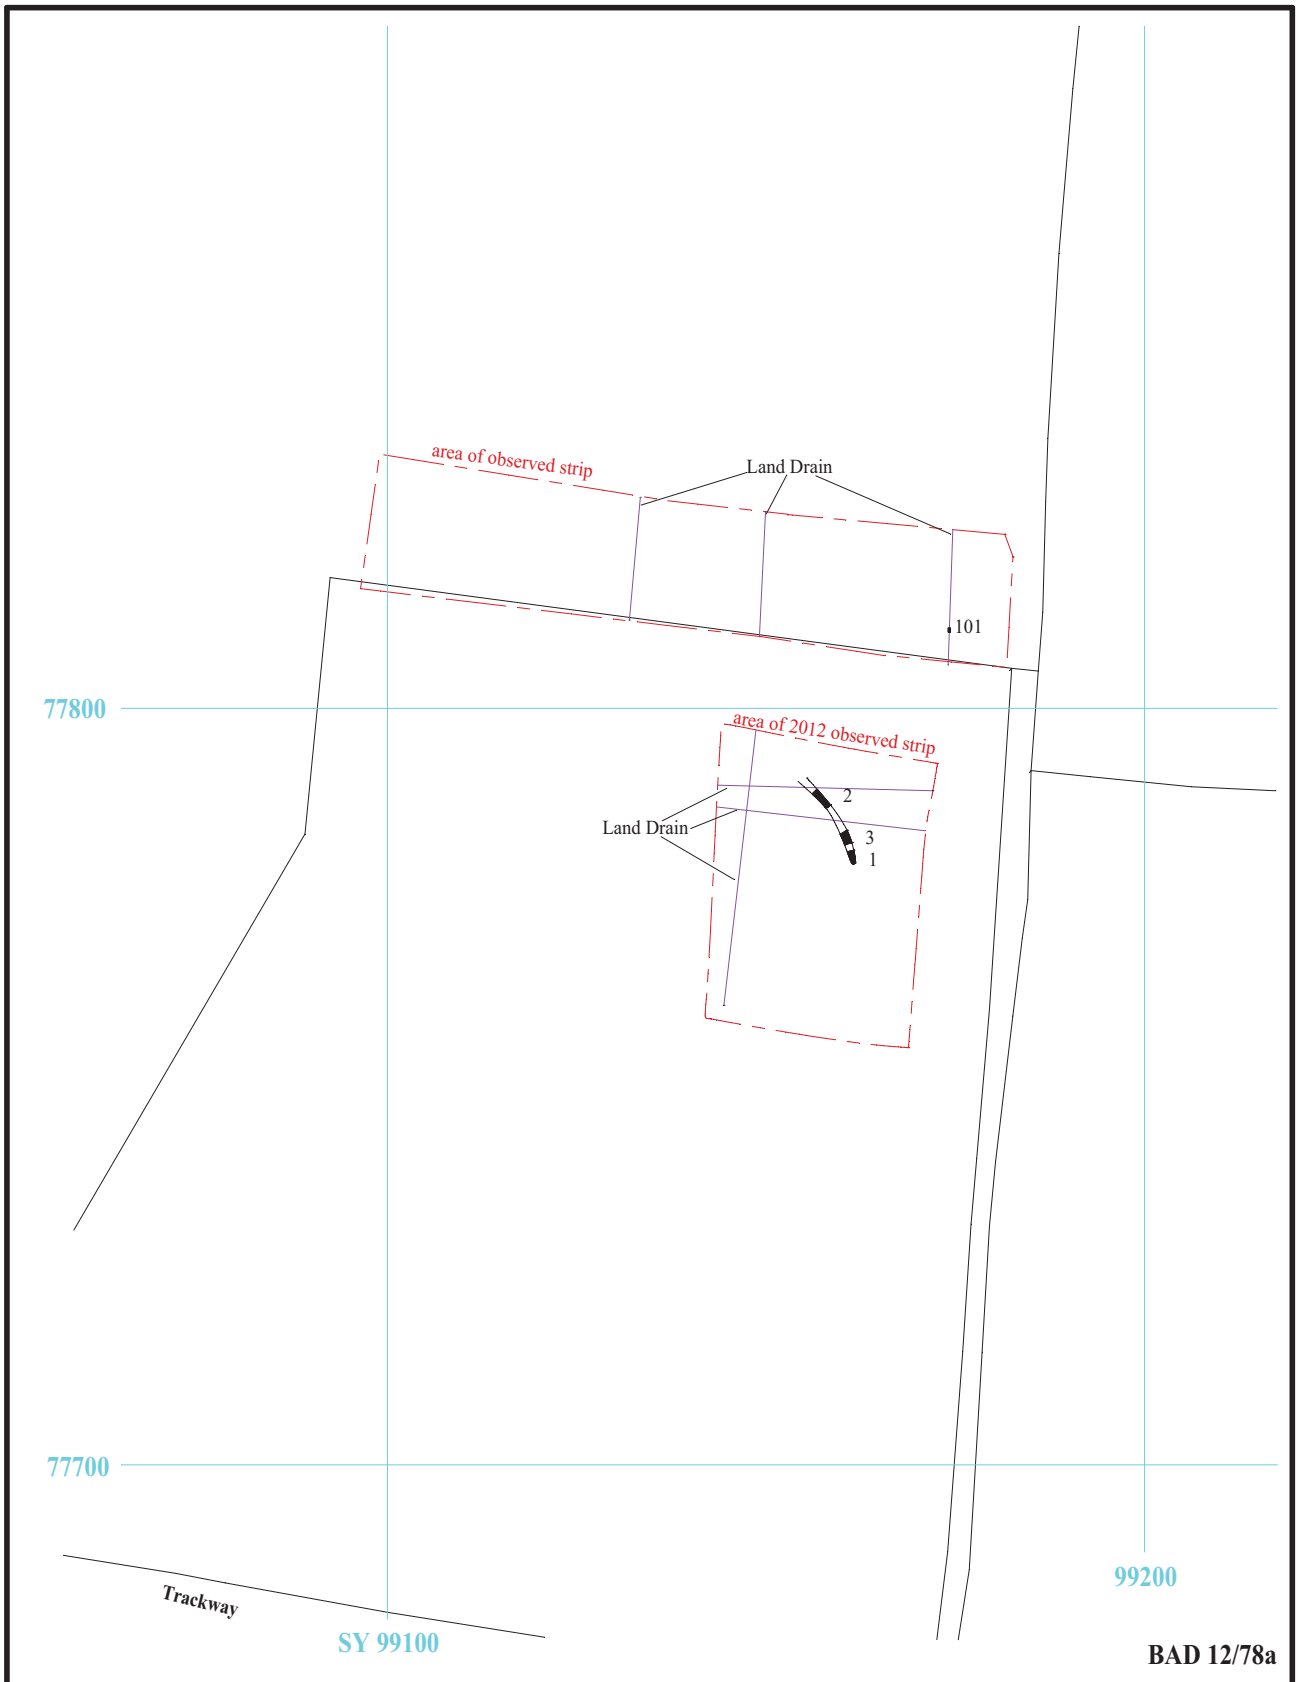 area of observed strip
Land Drain
101
77800
area of 2012 observed strip
2
Land Drain
3
1
77700
99200
Trackway
SY 99100
BAD 12/78a